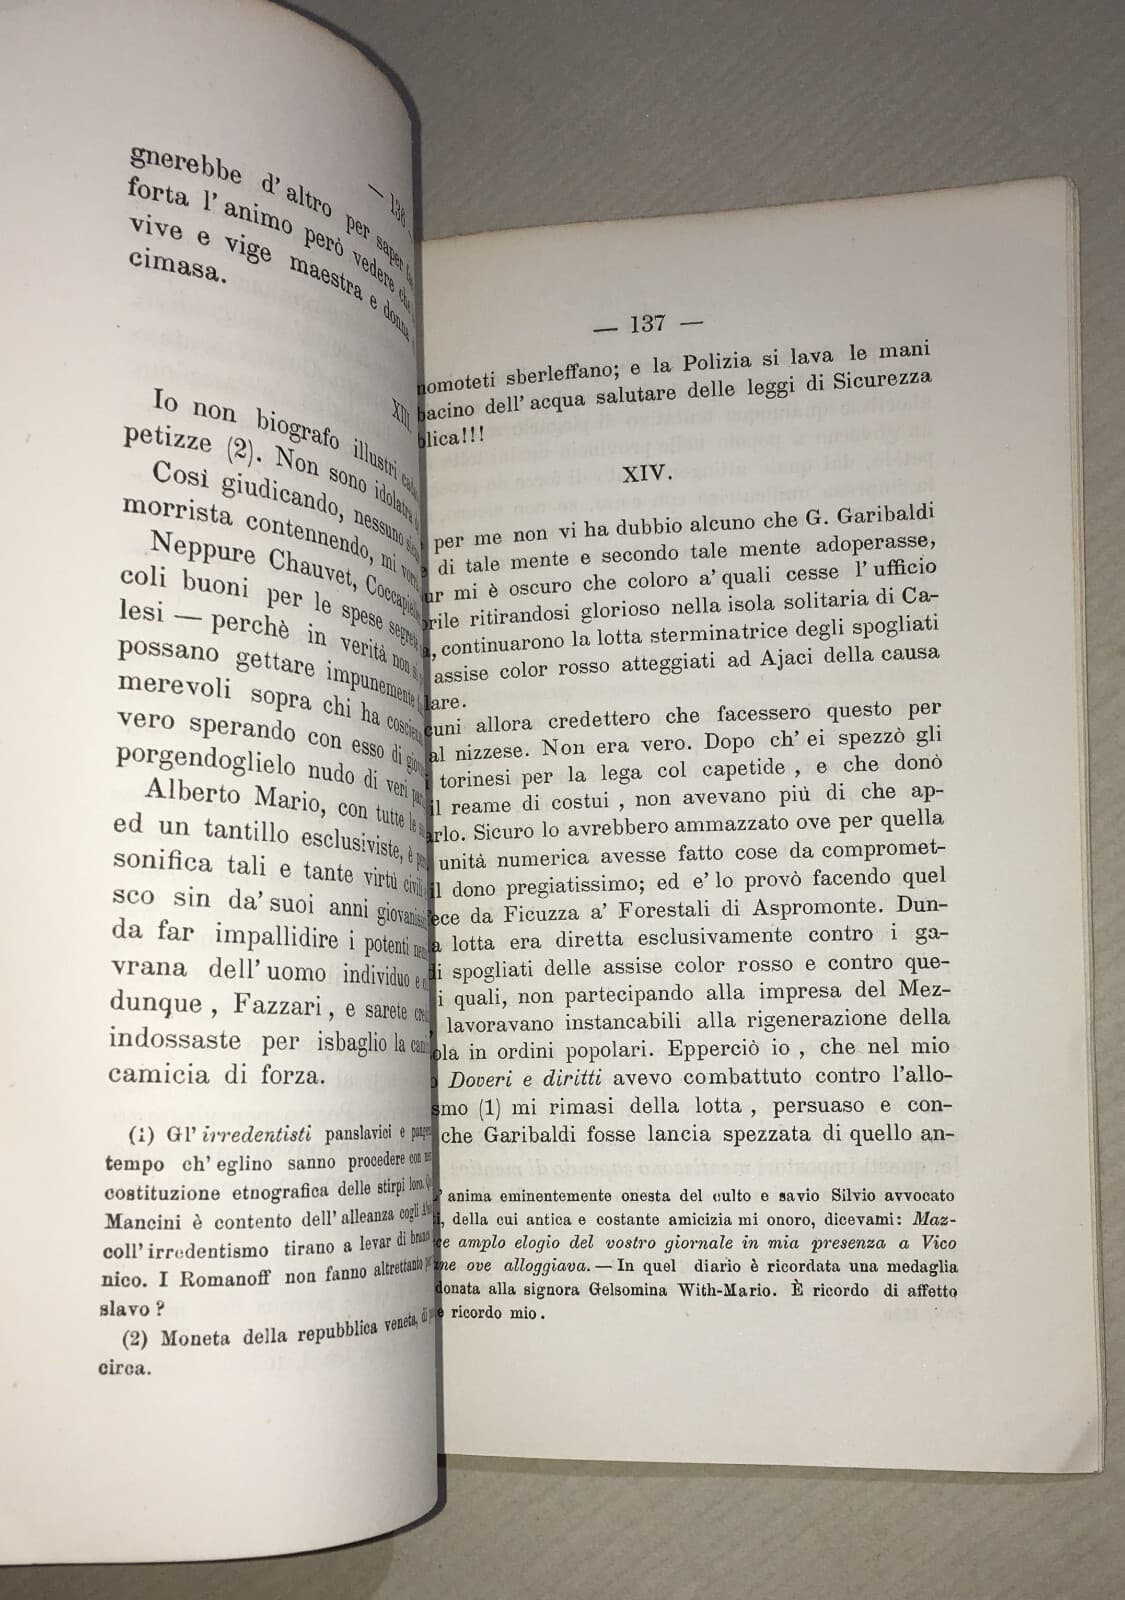 — 136
gnerebbe d'altro per saper
forta l'animo però vedere che
vive e vige maestra e donna
cimasa.
XIII.
Io non biografo illustri
petizze (2). Non sono idolatra
Così giudicando, nessuno
morrista contennendo, mi
Neppure Chauvet,
coli buoni per le spese segrete
lesi — perchè in verità non si
possano gettare impunemente
merevoli sopra chi ha
vero sperando con esso di
porgendoglielo nudo di veri
Alberto Mario, con tutte le
ed un tantillo esclusiviste, è
sonifica tali e tante virtù civili
sco sin da' suoi anni
da far impallidire i potenti
vrana dell'uomo individuo e
dunque, Fazzari, e sarete
indossaste per isbaglio la
camicia di forza.
(1) Gl'irredentisti panslavici e
tempo ch'eglino sanno procedere con
costituzione etnografica delle stirpi loro.
Mancini è contento dell'alleanza cogli
coll'irredentismo tirano a levar di
nico. I Romanoff non fanno altrettanto
slavo?
(2) Moneta della repubblica veneta, di
circa.
— 137 —
nomoteti sberleffano; e la Polizia si lava le mani
bacino dell'acqua salutare delle leggi di Sicurezza
blica!!!
XIV.
per me non vi ha dubbio alcuno che G. Garibaldi
di tale mente e secondo tale mente adoperasse,
ur mi è oscuro che coloro a' quali cesse l'ufficio
rile ritirandosi glorioso nella isola solitaria di Ca-
, continuarono la lotta sterminatrice degli spogliati
assise color rosso atteggiati ad Ajaci della causa
lare.
cuni allora credettero che facessero questo per
al nizzese. Non era vero. Dopo ch'ei spezzò gli
torinesi per la lega col capetide, e che donò
il reame di costui, non avevano più di che ap-
arlo. Sicuro lo avrebbero ammazzato ove per quella
unità numerica avesse fatto cose da compromet-
il dono pregiatissimo; ed e' lo provò facendo quel
fece da Ficuzza a' Forestali di Aspromonte. Dun-
a lotta era diretta esclusivamente contro i ga-
di spogliati delle assise color rosso e contro que-
i quali, non partecipando alla impresa del Mez-
lavoravano instancabili alla rigenerazione della
ola in ordini popolari. Epperciò io, che nel mio
Doveri e diritti avevo combattuto contro l'allo-
smo (1) mi rimasi della lotta, persuaso e con-
che Garibaldi fosse lancia spezzata di quello an-
anima eminentemente onesta del culto e savio Silvio avvocato
i, della cui antica e costante amicizia mi onoro, dicevami: Maz-
ce amplo elogio del vostro giornale in mia presenza a Vico
ne ove alloggiava. — In quel diario è ricordata una medaglia
donata alla signora Gelsomina With-Mario. È ricordo di affetto
e ricordo mio.